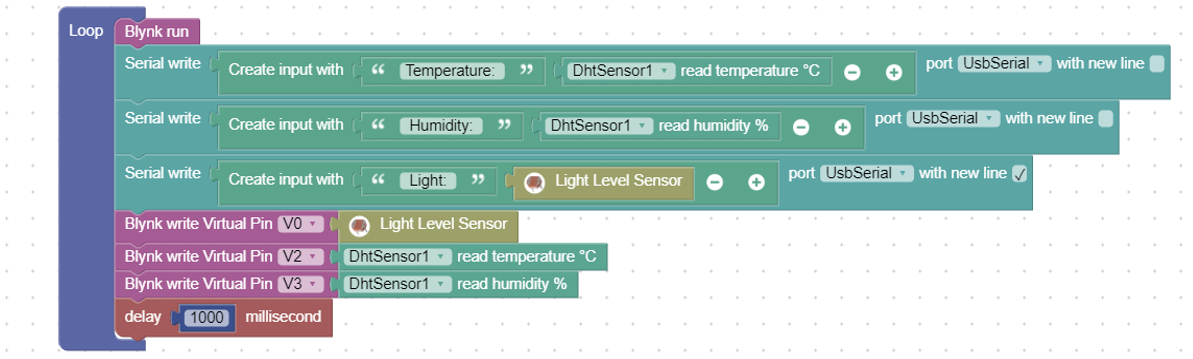 Loop
Blynk run
Serial write Create input with “ Temperature: ” DhtSensor1 read temperature °C port UsbSerial with new line
Serial write Create input with “ Humidity: ” DhtSensor1 read humidity % port UsbSerial with new line
Serial write Create input with “ Light: ” Light Level Sensor port UsbSerial with new line
Blynk write Virtual Pin V0 Light Level Sensor
Blynk write Virtual Pin V2 DhtSensor1 read temperature °C
Blynk write Virtual Pin V3 DhtSensor1 read humidity %
delay 1000 millisecond